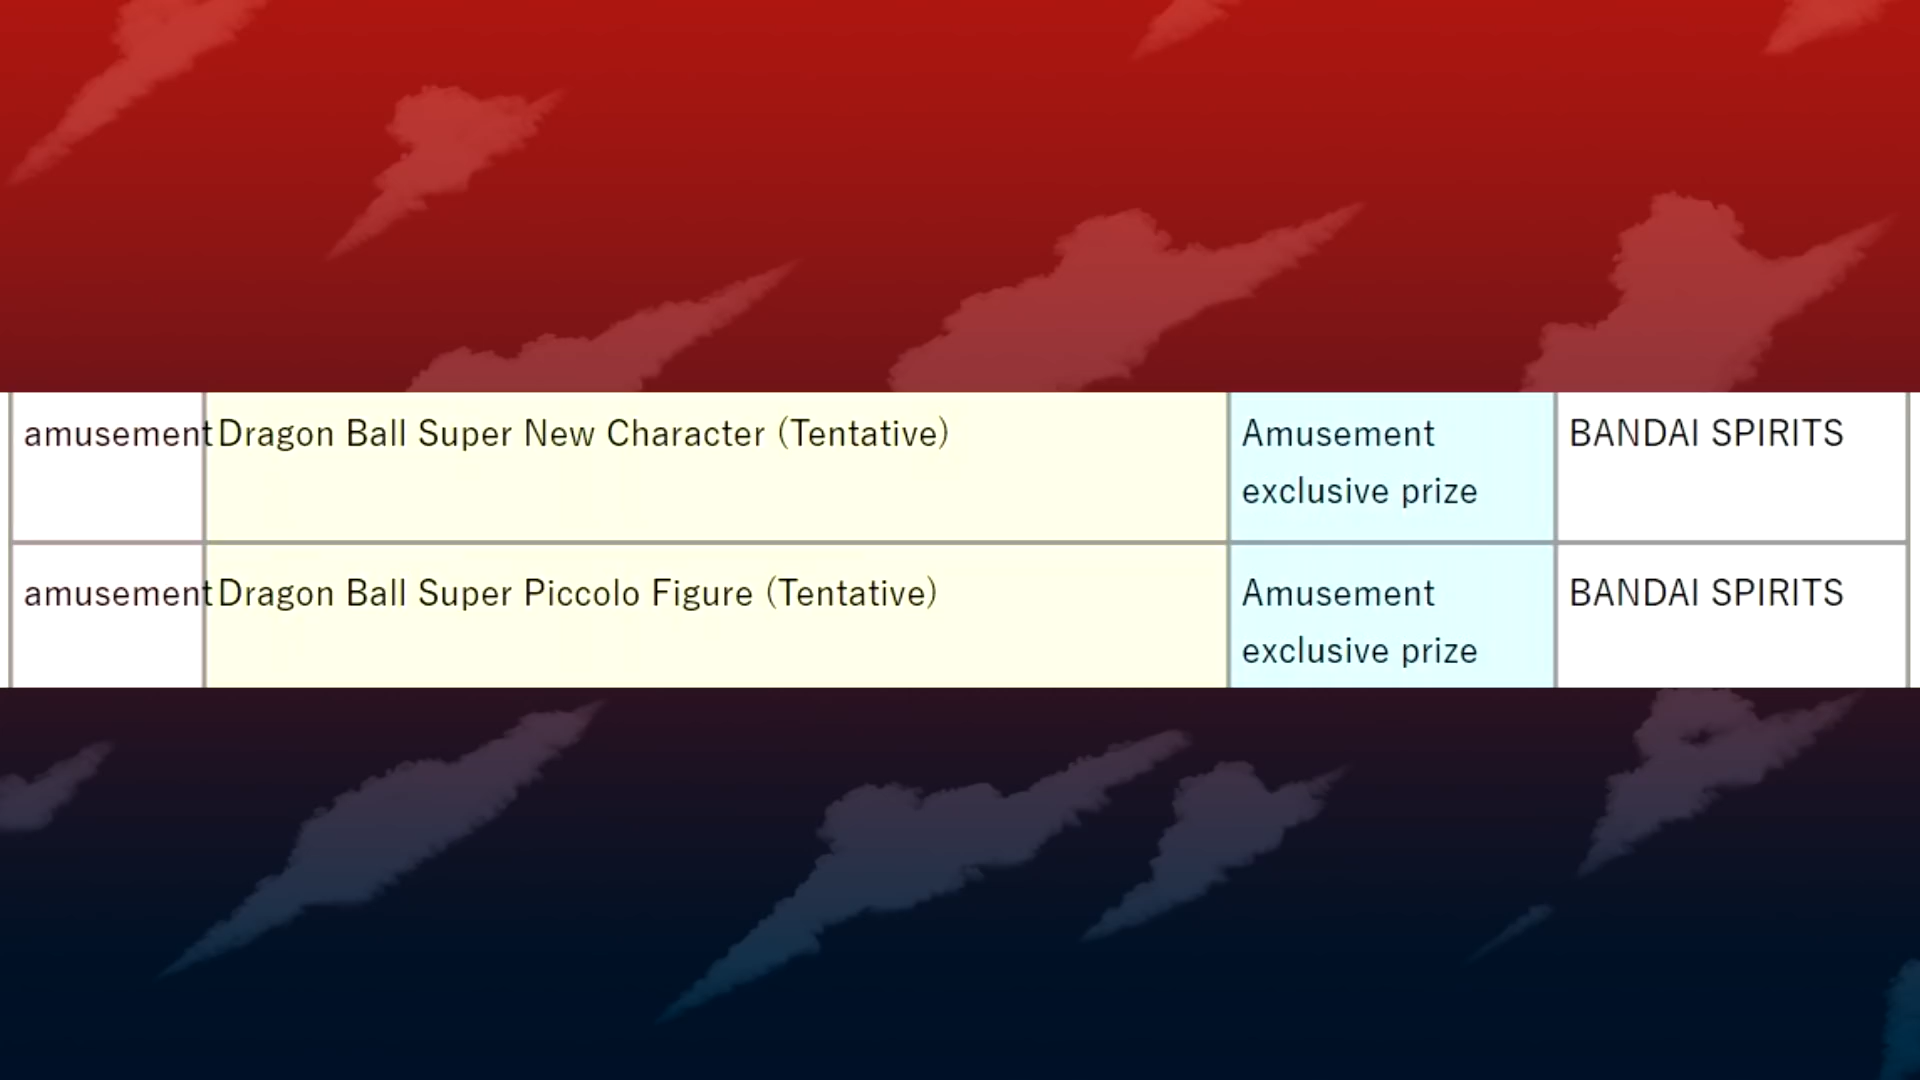 amusement Dragon Ball Super New Character (Tentative) Amusement BANDAI SPIRITS
exclusive prize
amusement Dragon Ball Super Piccolo Figure (Tentative) Amusement BANDAI SPIRITS
exclusive prize